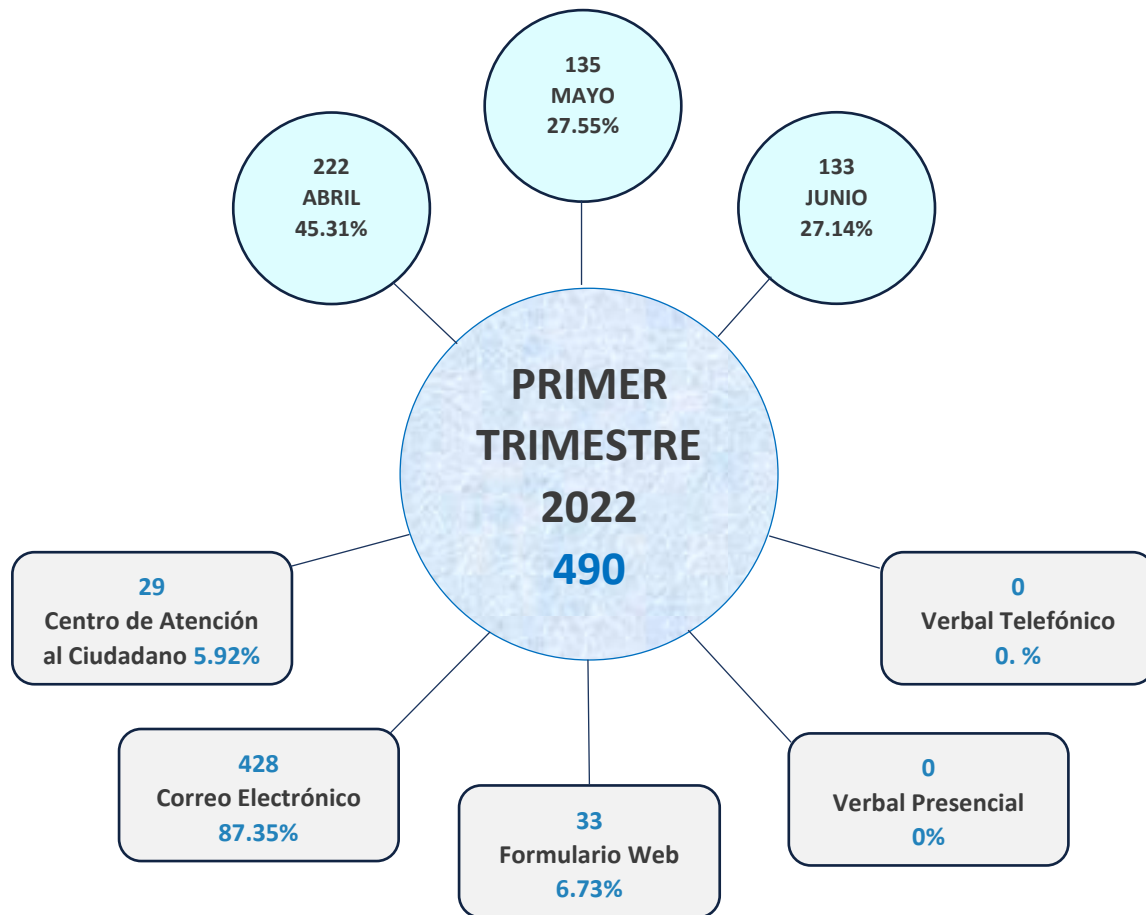 135
MAYO
27.55%
222
ABRIL
45.31%
133
JUNIO
27.14%
PRIMER
TRIMESTRE
2022
490
29
Centro de Atención
al Ciudadano 5.92%
0
Verbal Telefónico
0. %
428
Correo Electrónico
87.35%
0
Verbal Presencial
0%
33
Formulario Web
6.73%